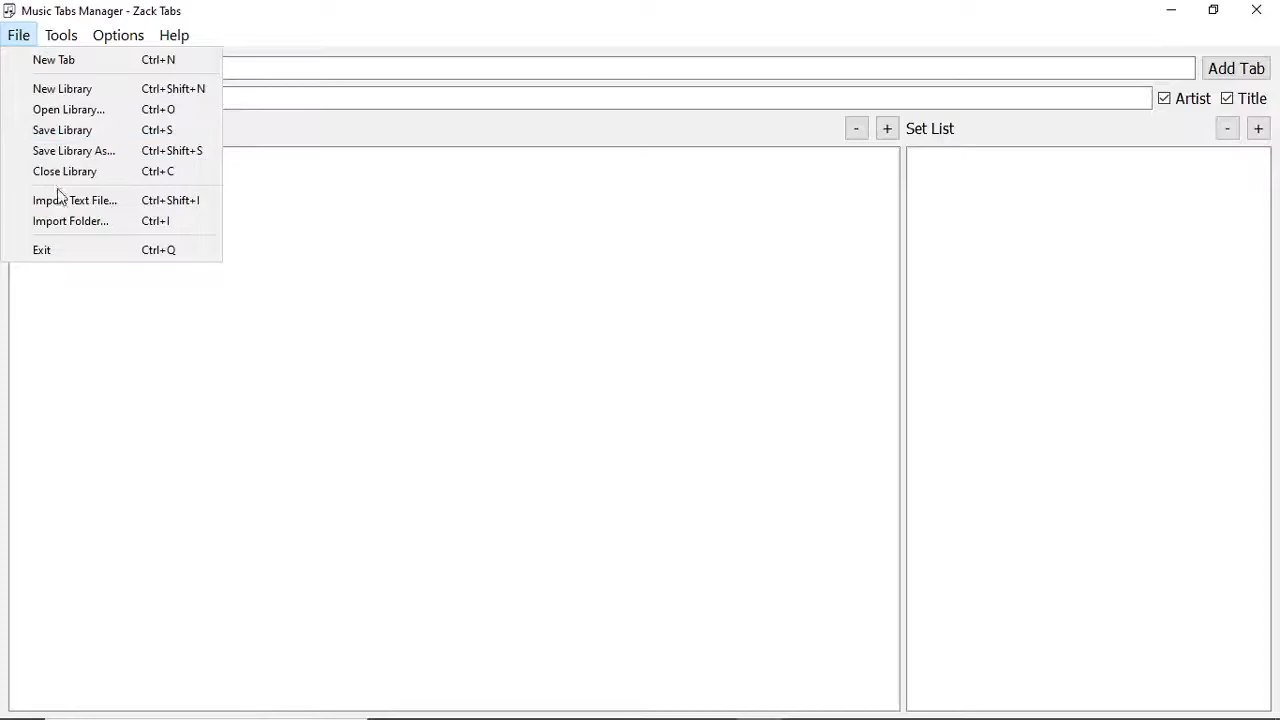 Music Tabs Manager - Zack Tabs
File Tools Options Help
New Tab Ctrl+N
Add Tab
New Library Ctrl+Shift+N
Artist Title
Open Library... Ctrl+O
Save Library Ctrl+S
- + Set List - +
Save Library As... Ctrl+Shift+S
Close Library Ctrl+C
Import Text File... Ctrl+Shift+I
Import Folder... Ctrl+I
Exit Ctrl+Q